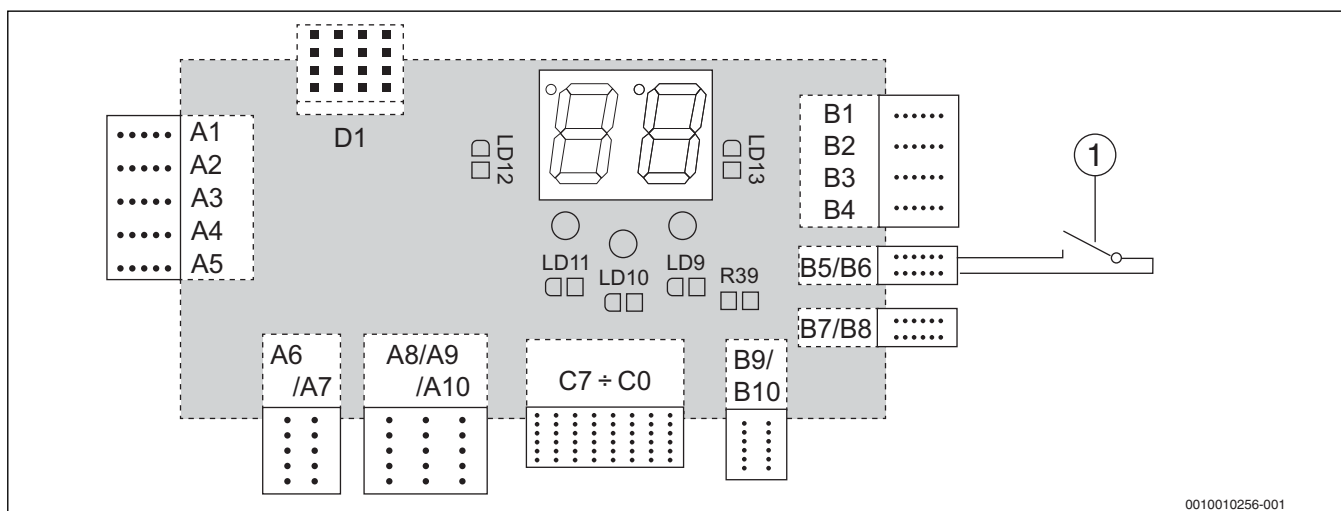 D1
A1
A2
A3
A4
A5
LD12
LD13
LD11
LD10
LD9
R39
B1
B2
B3
B4
B5/B6
B7/B8
1
A6
/A7
A8/A9
/A10
C7 ÷ C0
B9/
B10
0010010256-001